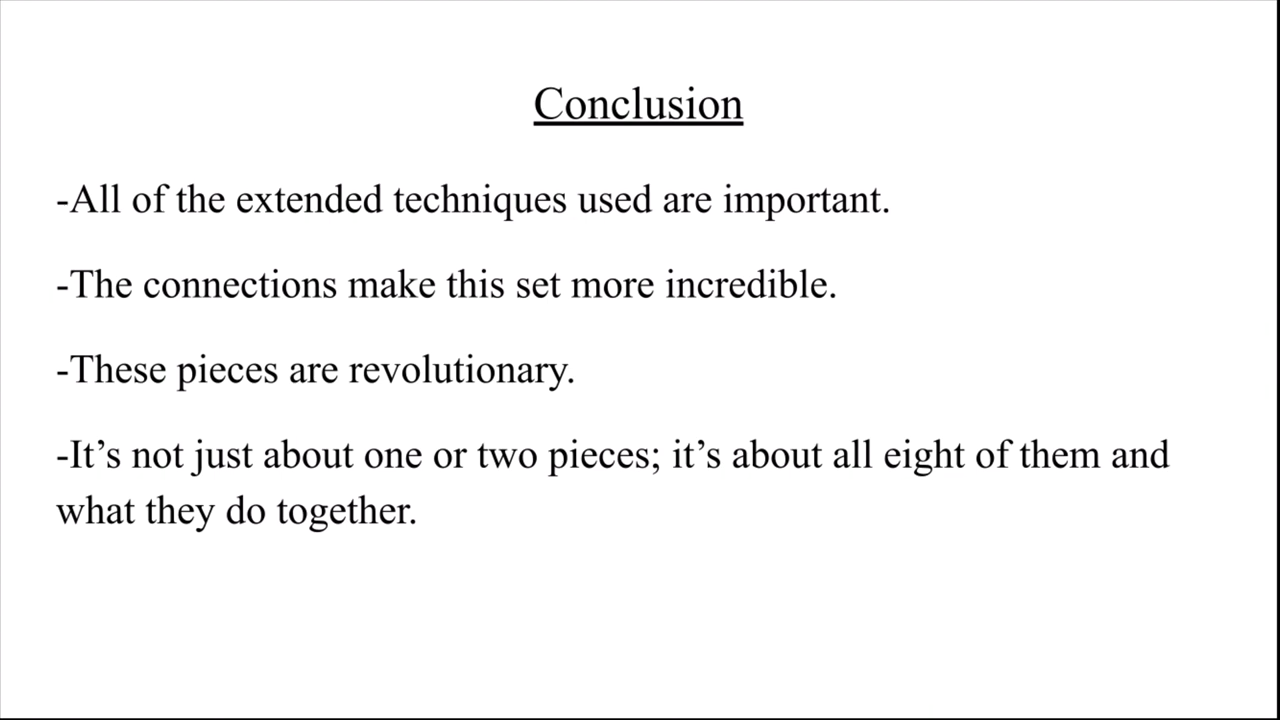 Conclusion
-All of the extended techniques used are important.
-The connections make this set more incredible.
-These pieces are revolutionary.
-It’s not just about one or two pieces; it’s about all eight of them and
what they do together.